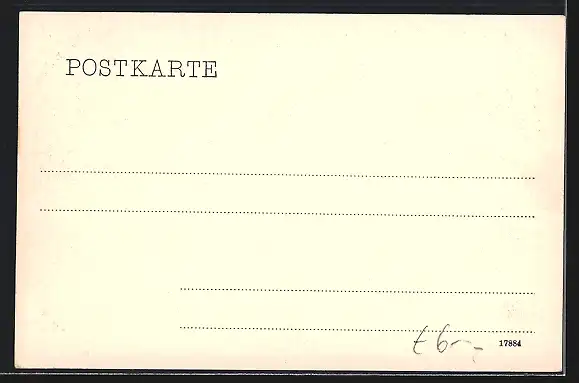 POSTKARTE
€ 6,-
17884